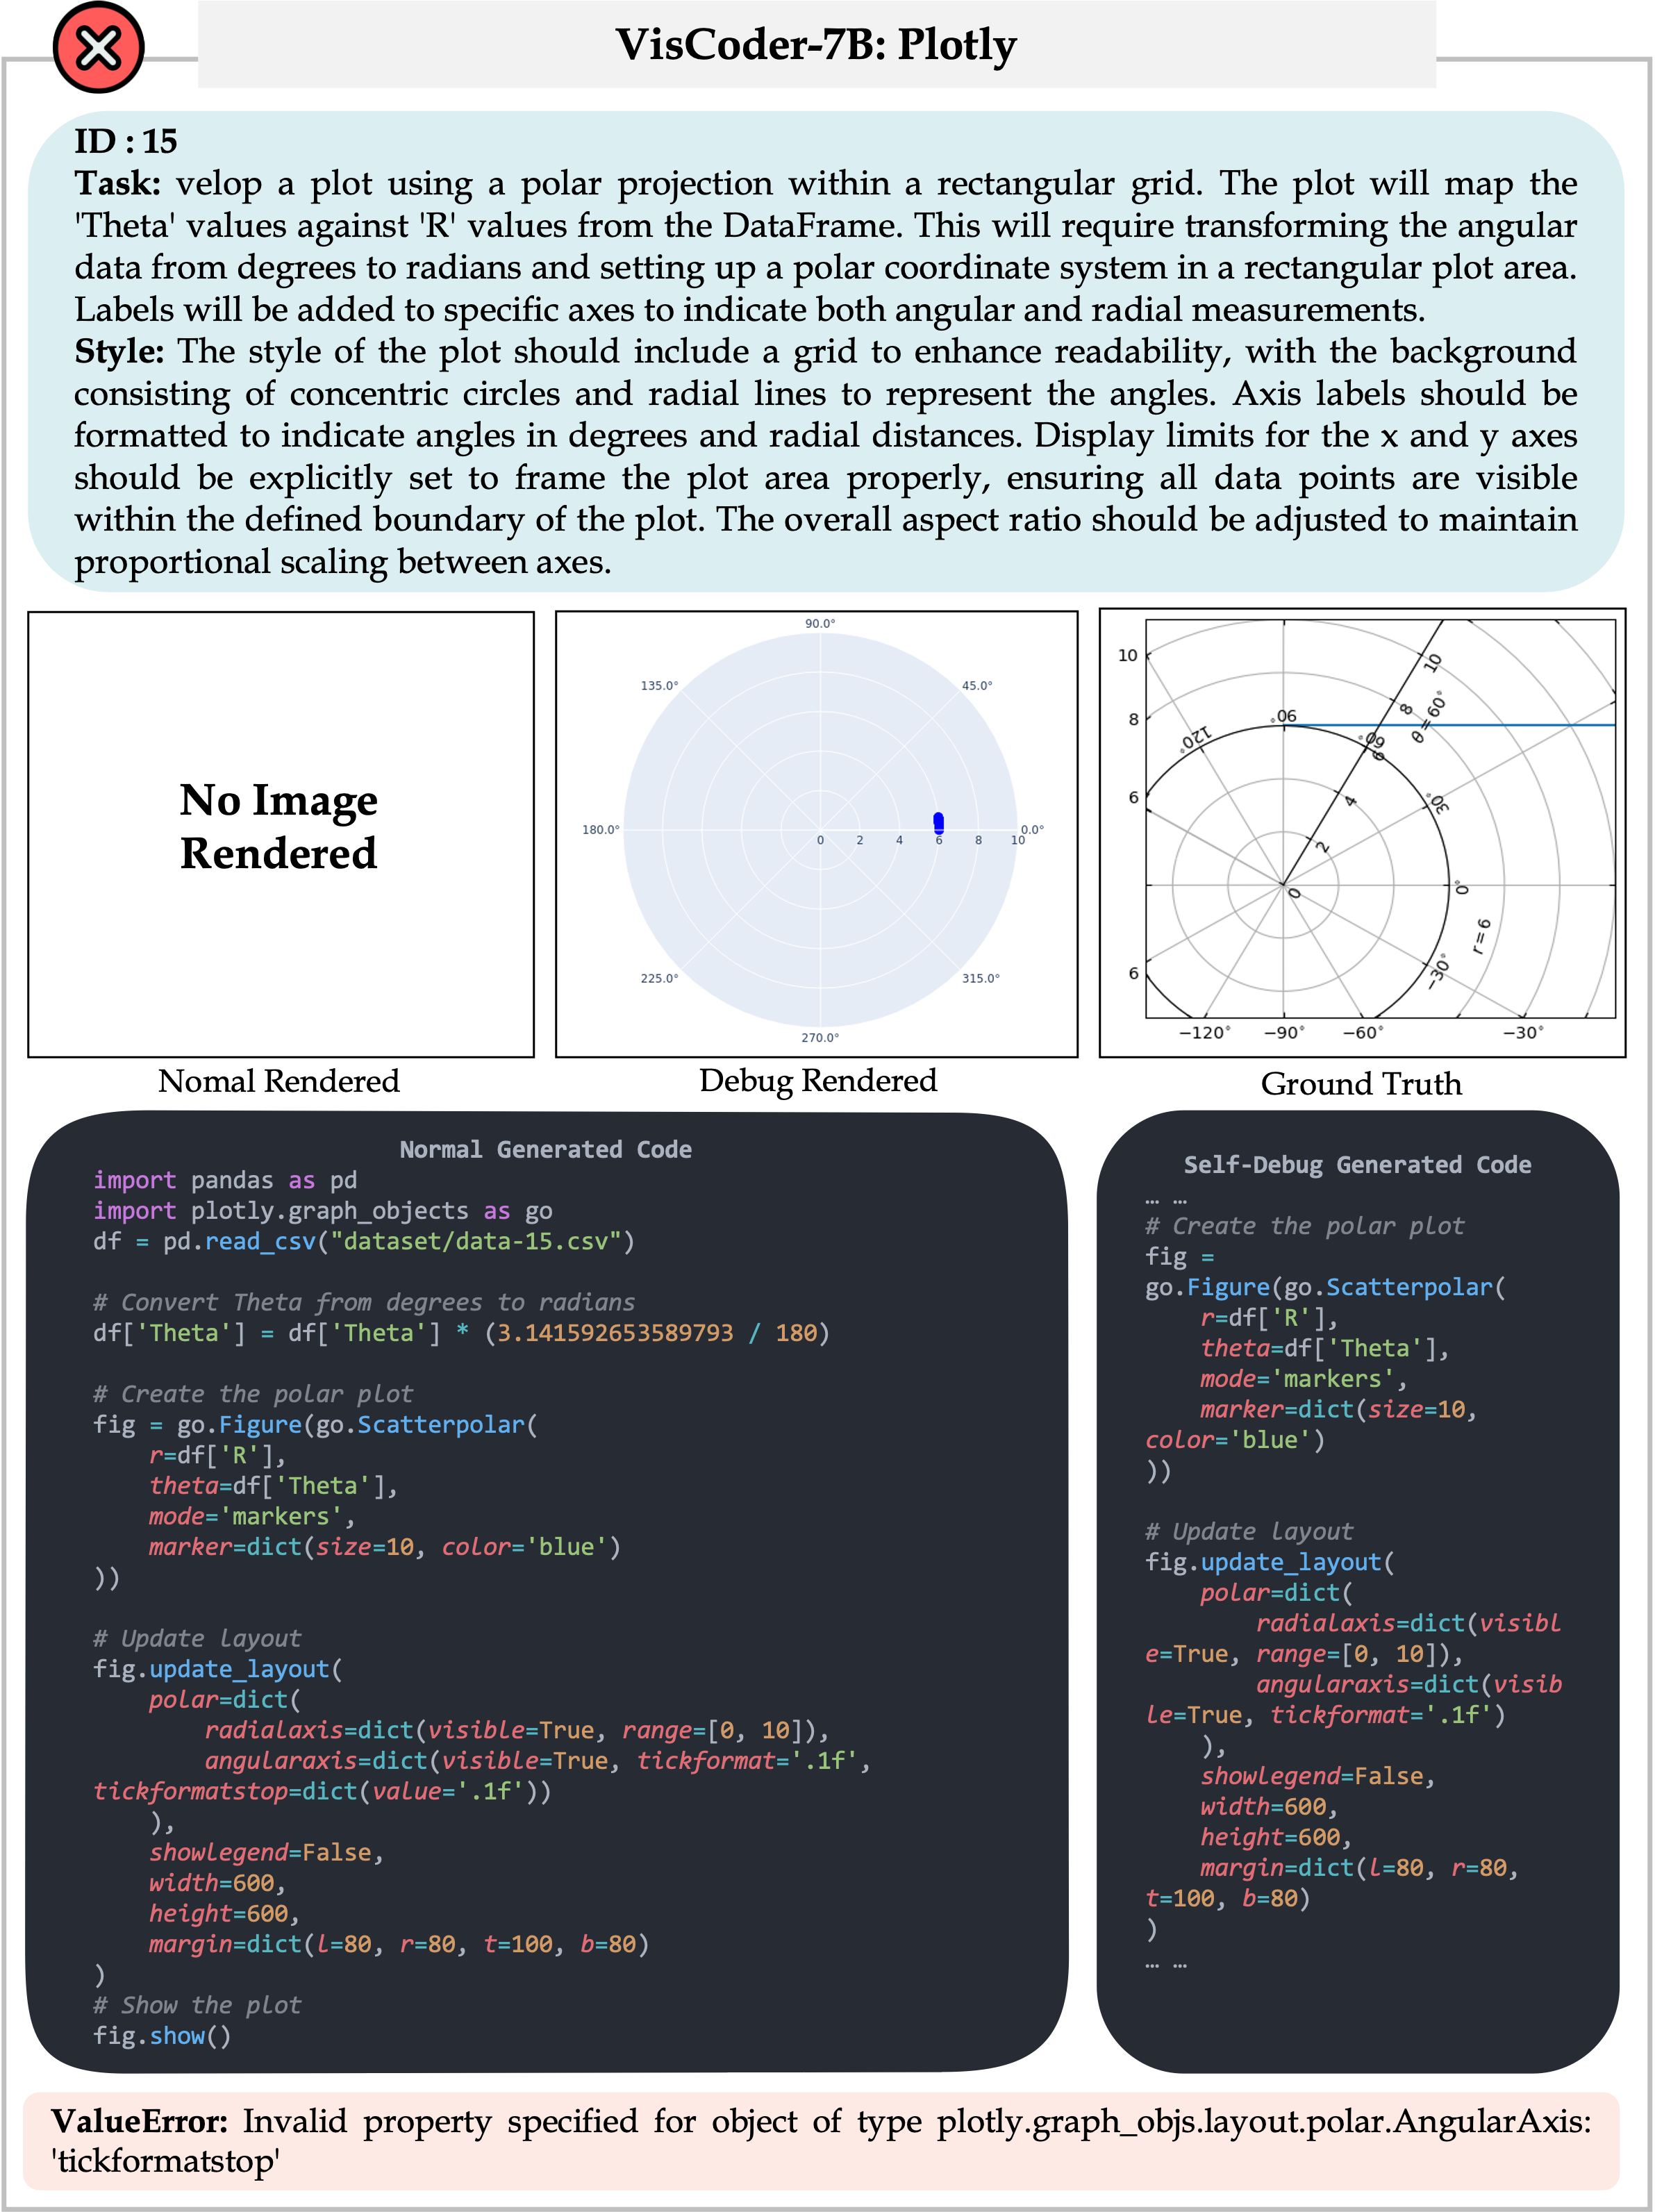 VisCoder-7B: Plotly
ID : 15
Task: velop a plot using a polar projection within a rectangular grid. The plot will map the
'Theta' values against 'R' values from the DataFrame. This will require transforming the angular
data from degrees to radians and setting up a polar coordinate system in a rectangular plot area.
Labels will be added to specific axes to indicate both angular and radial measurements.
Style: The style of the plot should include a grid to enhance readability, with the background
consisting of concentric circles and radial lines to represent the angles. Axis labels should be
formatted to indicate angles in degrees and radial distances. Display limits for the x and y axes
should be explicitly set to frame the plot area properly, ensuring all data points are visible
within the defined boundary of the plot. The overall aspect ratio should be adjusted to maintain
proportional scaling between axes.
No Image
Rendered
90.0°
135.0°
45.0°
180.0°
0
2
4
6
8
10
0.0°
225.0°
315.0°
270.0°
10
8
6
6
120°
90°
60°
30°
0°
−30°
0
2
4
6
8
10
θ = 60°
r = 6
−120°
−90°
−60°
−30°
Nomal Rendered
Debug Rendered
Ground Truth
Normal Generated Code
import pandas as pd
import plotly.graph_objects as go
df = pd.read_csv("dataset/data-15.csv")
# Convert Theta from degrees to radians
df['Theta'] = df['Theta'] * (3.141592653589793 / 180)
# Create the polar plot
fig = go.Figure(go.Scatterpolar(
    r=df['R'],
    theta=df['Theta'],
    mode='markers',
    marker=dict(size=10, color='blue')
))
# Update layout
fig.update_layout(
    polar=dict(
        radialaxis=dict(visible=True, range=[0, 10]),
        angularaxis=dict(visible=True, tickformat='.1f',
tickformatstop=dict(value='.1f'))
    ),
    showlegend=False,
    width=600,
    height=600,
    margin=dict(l=80, r=80, t=100, b=80)
)
# Show the plot
fig.show()
Self-Debug Generated Code
… …
# Create the polar plot
fig =
go.Figure(go.Scatterpolar(
    r=df['R'],
    theta=df['Theta'],
    mode='markers',
    marker=dict(size=10,
color='blue')
))
# Update layout
fig.update_layout(
    polar=dict(
        radialaxis=dict(visibl
e=True, range=[0, 10]),
        angularaxis=dict(visib
le=True, tickformat='.1f')
    ),
    showlegend=False,
    width=600,
    height=600,
    margin=dict(l=80, r=80,
t=100, b=80)
)
… …
ValueError: Invalid property specified for object of type plotly.graph_objs.layout.polar.AngularAxis:
'tickformatstop'